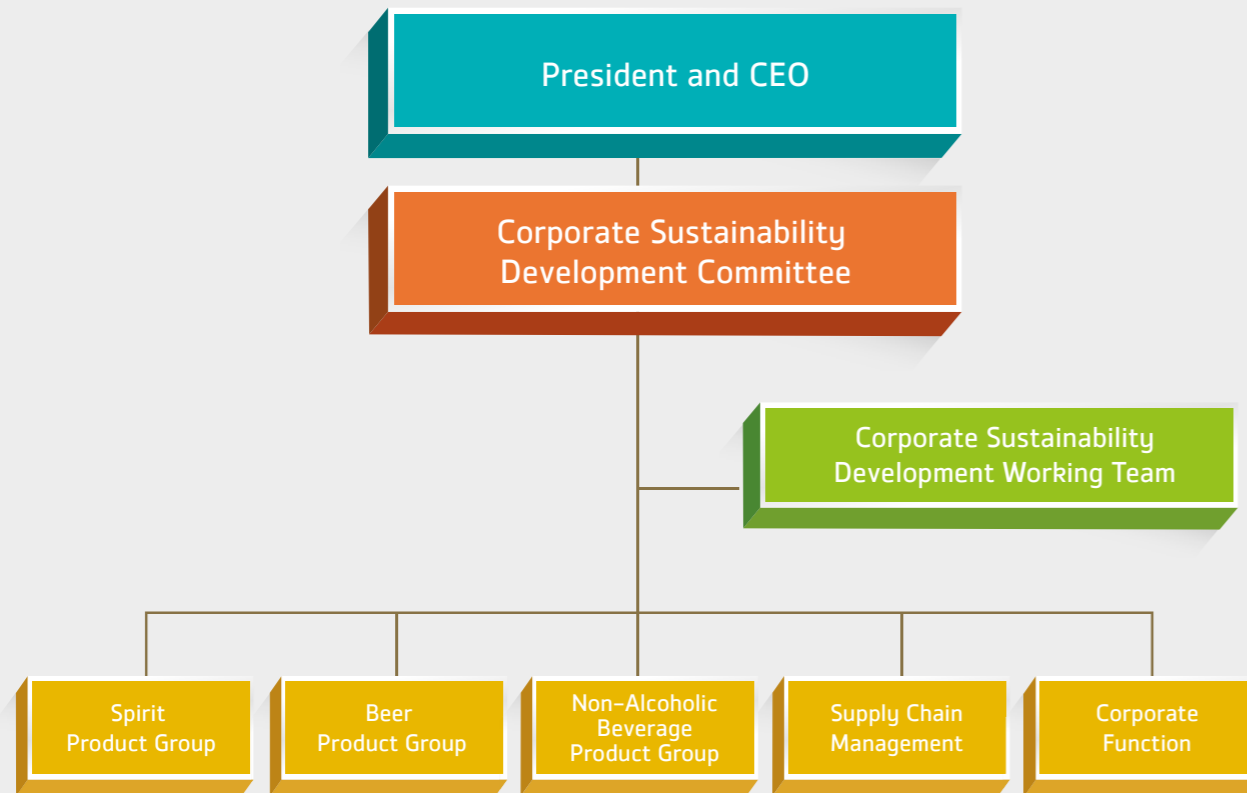 President and CEO
Corporate Sustainability
Development Committee
Corporate Sustainability
Development Working Team
Spirit
Product Group
Beer
Product Group
Non-Alcoholic
Beverage
Product Group
Supply Chain
Management
Corporate
Function